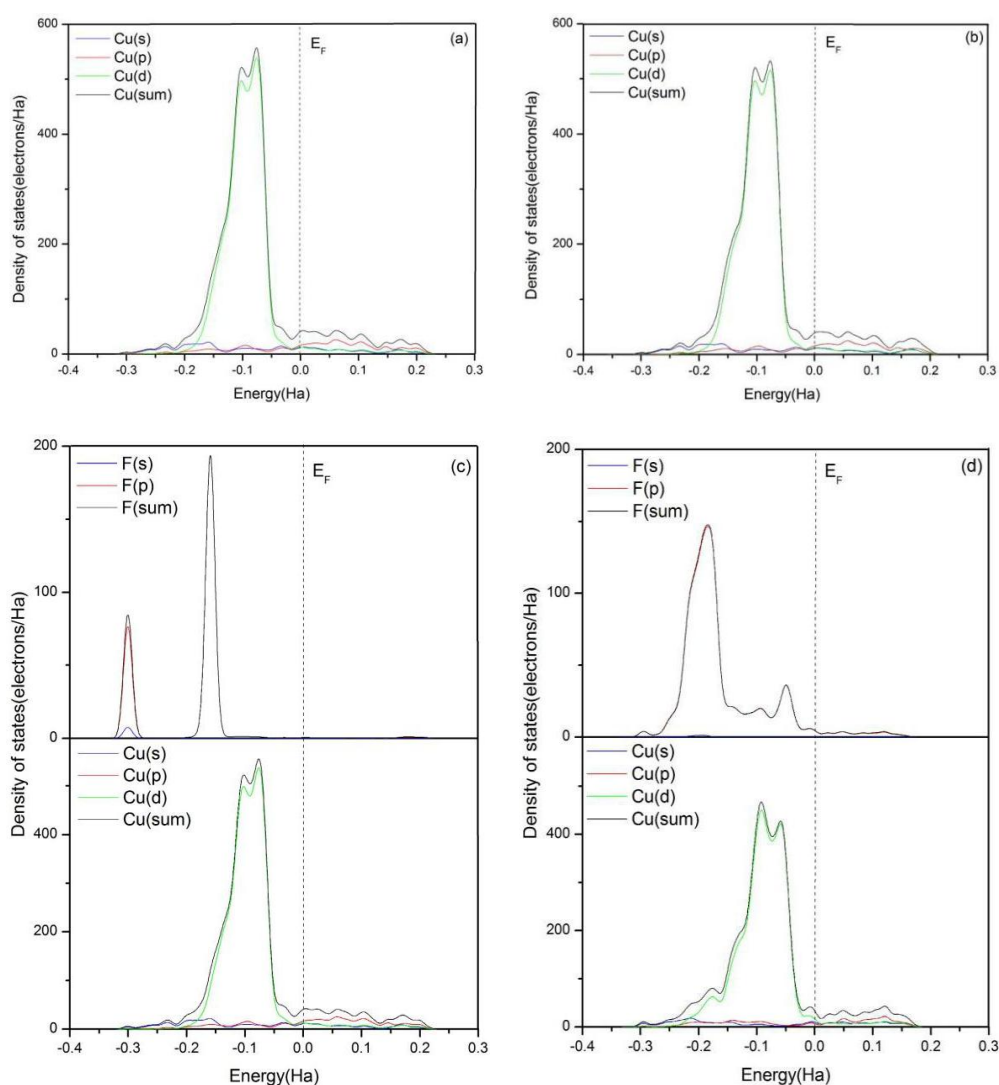 600
400
200
0
Density of states(electrons/Ha)
Cu(s)
Cu(p)
Cu(d)
Cu(sum)
E_F
(a)
-0.4 -0.3 -0.2 -0.1 0.0 0.1 0.2 0.3
Energy(Ha)
600
400
200
0
Density of states(electrons/Ha)
Cu(s)
Cu(p)
Cu(d)
Cu(sum)
E_F
(b)
-0.4 -0.3 -0.2 -0.1 0.0 0.1 0.2 0.3
Energy(Ha)
200
100
0
400
200
0
Density of states(electrons/Ha)
F(s)
F(p)
F(sum)
E_F
(c)
Cu(s)
Cu(p)
Cu(d)
Cu(sum)
-0.4 -0.3 -0.2 -0.1 0.0 0.1 0.2 0.3
Energy(Ha)
200
100
0
400
200
0
Density of states(electrons/Ha)
F(s)
F(p)
F(sum)
E_F
(d)
Cu(s)
Cu(p)
Cu(d)
Cu(sum)
-0.4 -0.3 -0.2 -0.1 0.0 0.1 0.2 0.3
Energy(Ha)